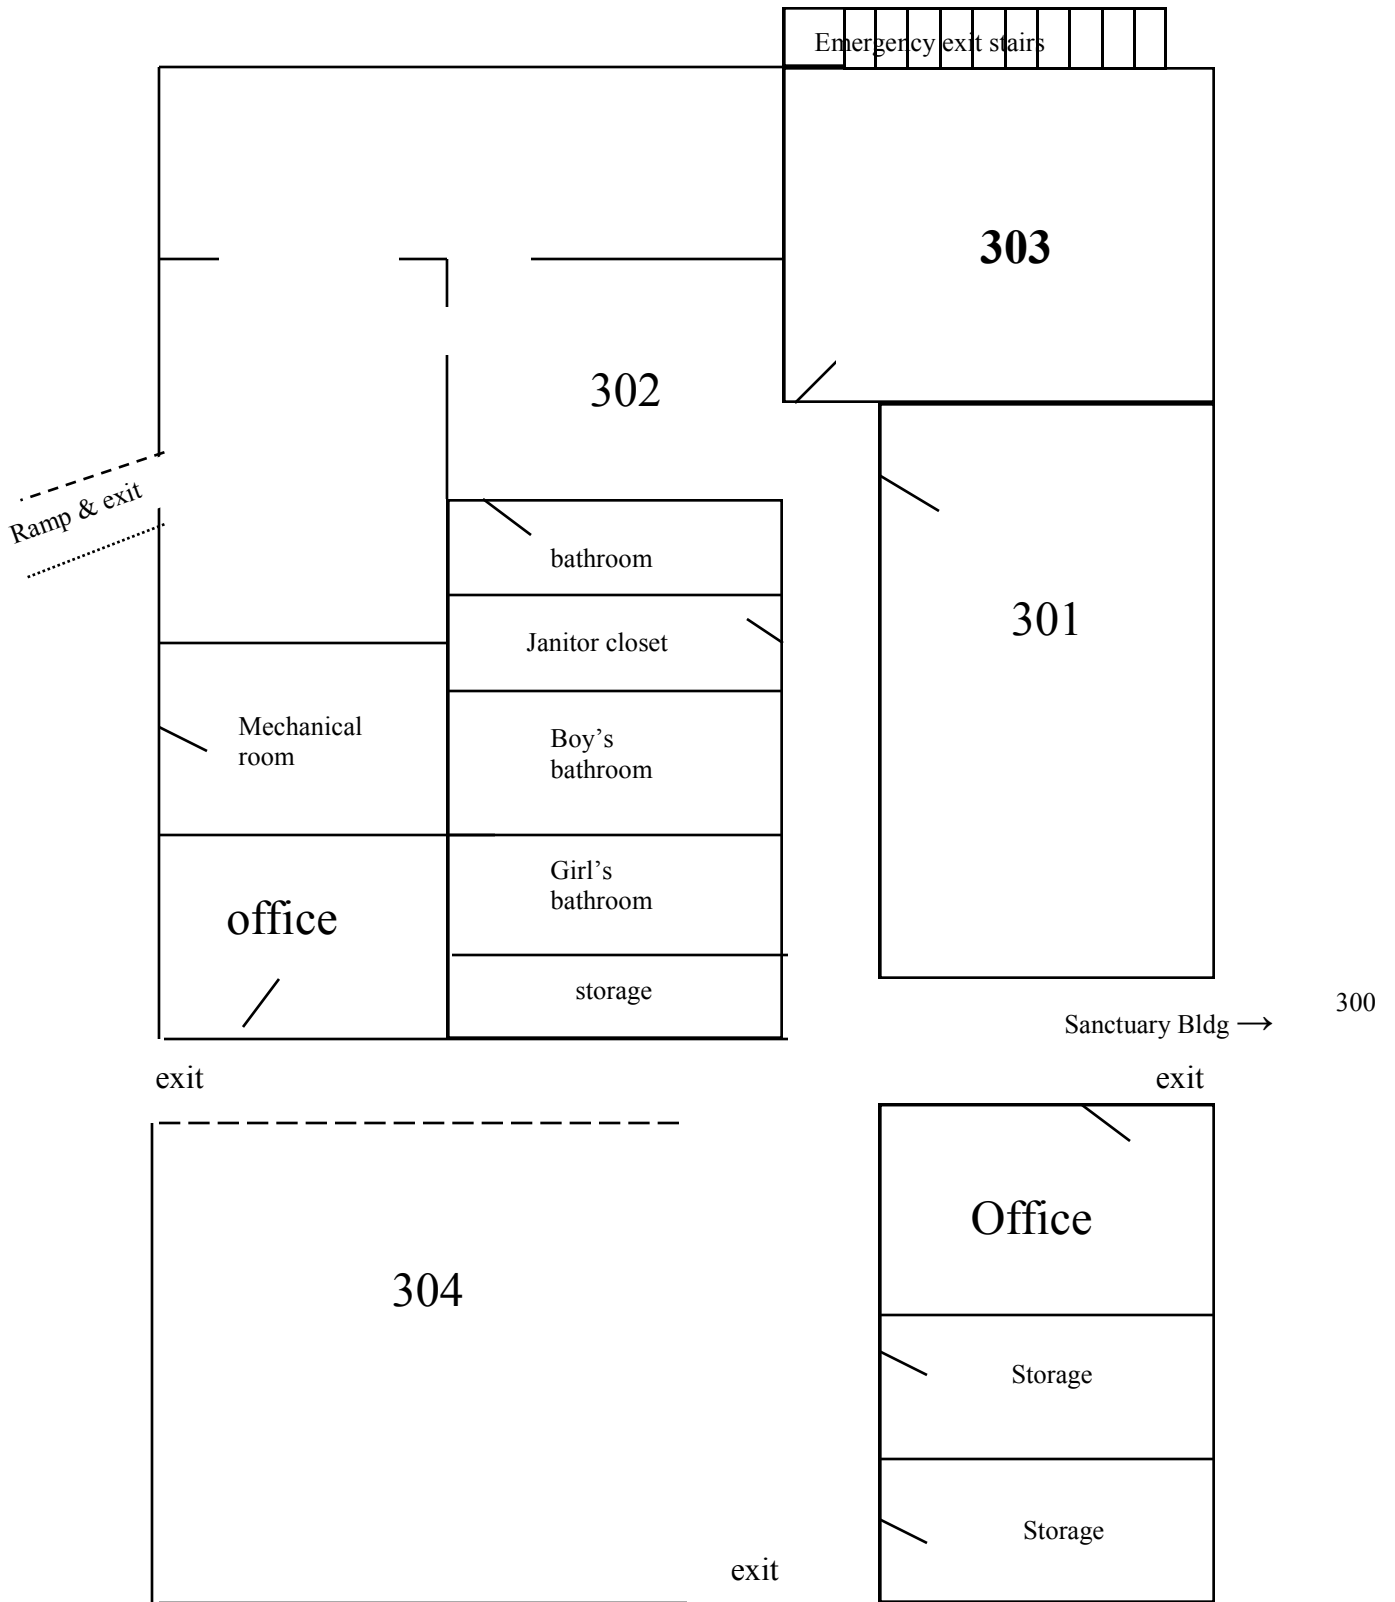 Emergency exit stairs
303
302
Ramp & exit
bathroom
301
Janitor closet
Mechanical
room
Boy’s
bathroom
Girl’s
bathroom
office
storage
300
Sanctuary Bldg →
exit
exit
Office
304
Storage
Storage
exit